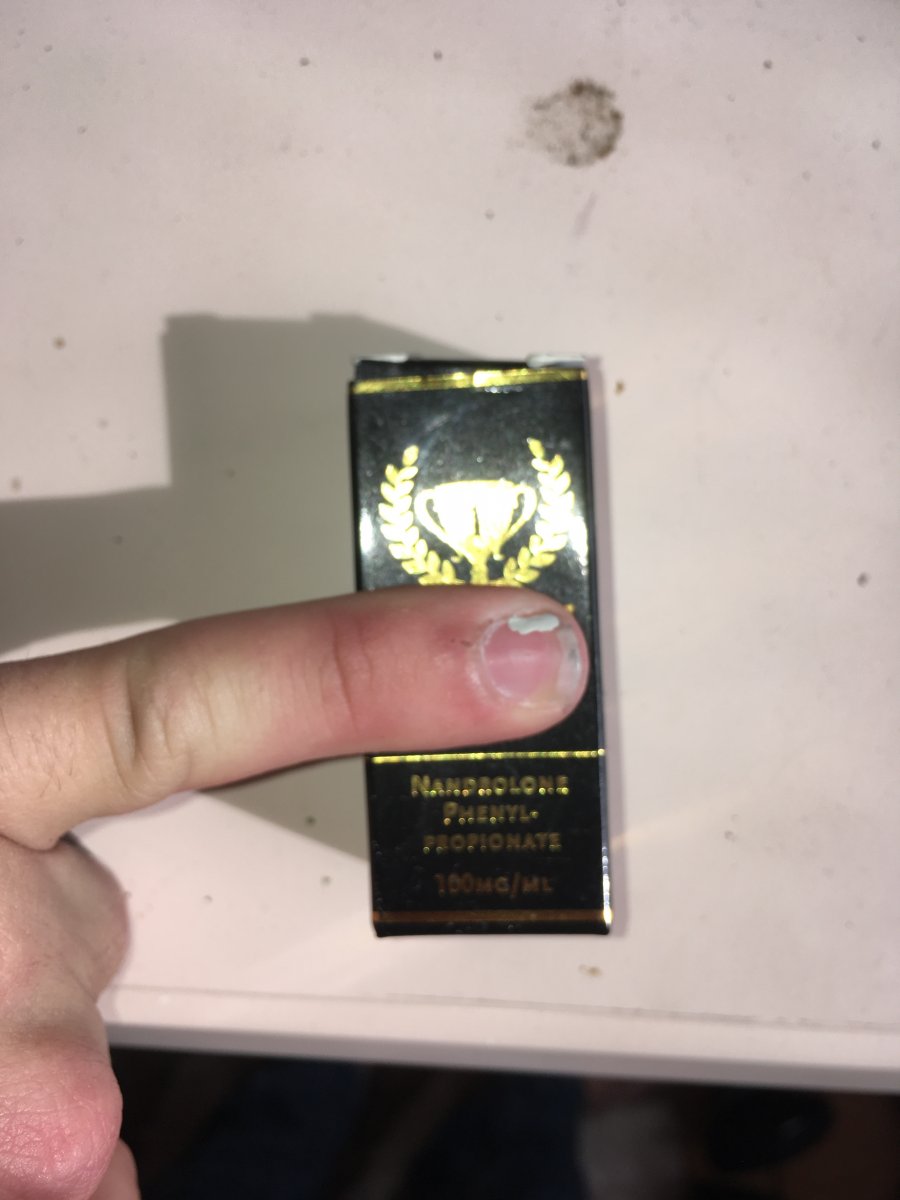 NANDROLONE
PHENYL-
PROPIONATE
100MG/ML